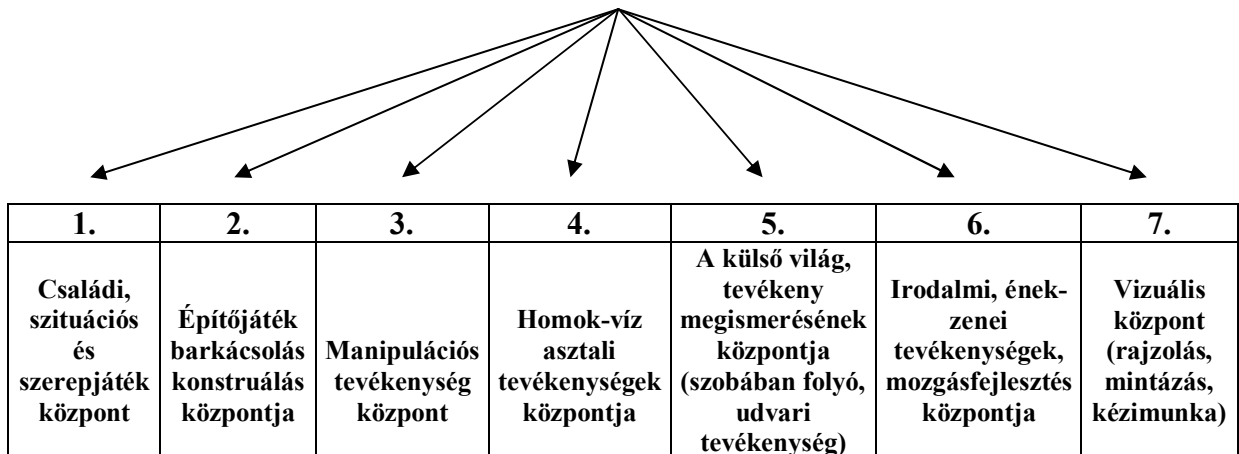 1. 2. 3. 4. 5. 6. 7.
Családi,
szituációs
és
szerepjáték
központ
Építőjáték
barkácsolás
konstruálás
központja
Manipulációs
tevékenység
központ
Homok-víz
asztali
tevékenységek
központja
A külső világ,
tevékeny
megismerésének
központja
(szobában folyó,
udvari
tevékenység)
Irodalmi, ének-
zenei
tevékenységek,
mozgásfejlesztés
központja
Vizuális
központ
(rajzolás,
mintázás,
kézimunka)